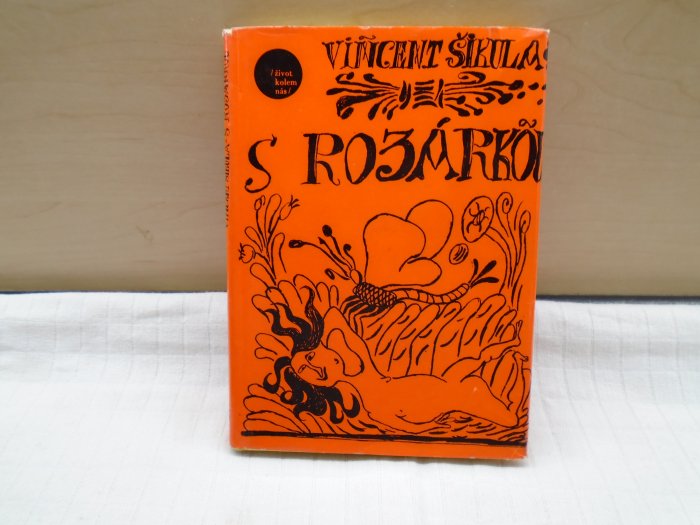 /život
kolem
nás/
VINCENT ŠIKULA
S ROZÁRKOU